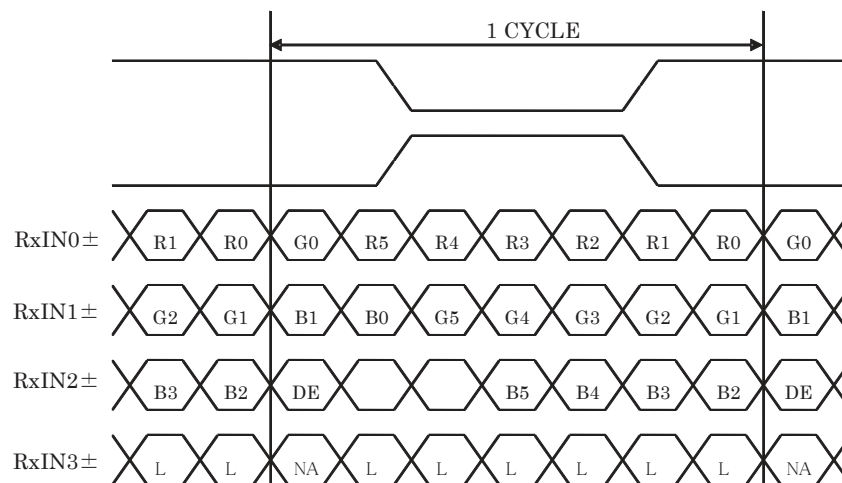 1 CYCLE
RxIN0± R1 R0 G0 R5 R4 R3 R2 R1 R0 G0
RxIN1± G2 G1 B1 B0 G5 G4 G3 G2 G1 B1
RxIN2± B3 B2 DE B5 B4 B3 B2 DE
RxIN3± L L NA L L L L L L NA